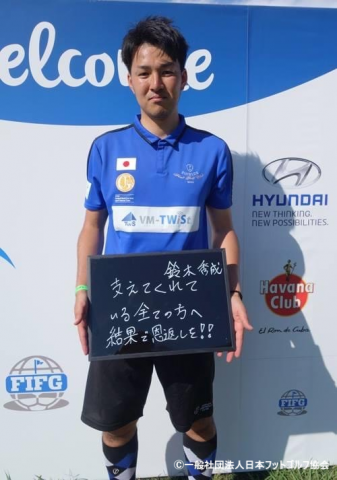 welcome
VM-TWiSt
HYUNDAI
NEW THINKING.
NEW POSSIBILITIES.
鈴木秀成
支えてくれて
いる全ての方へ
結果で恩返しを!!
Havana
Club
El Ron de Cuba
FIFG
FIFG
©一般社団法人日本フットゴルフ協会